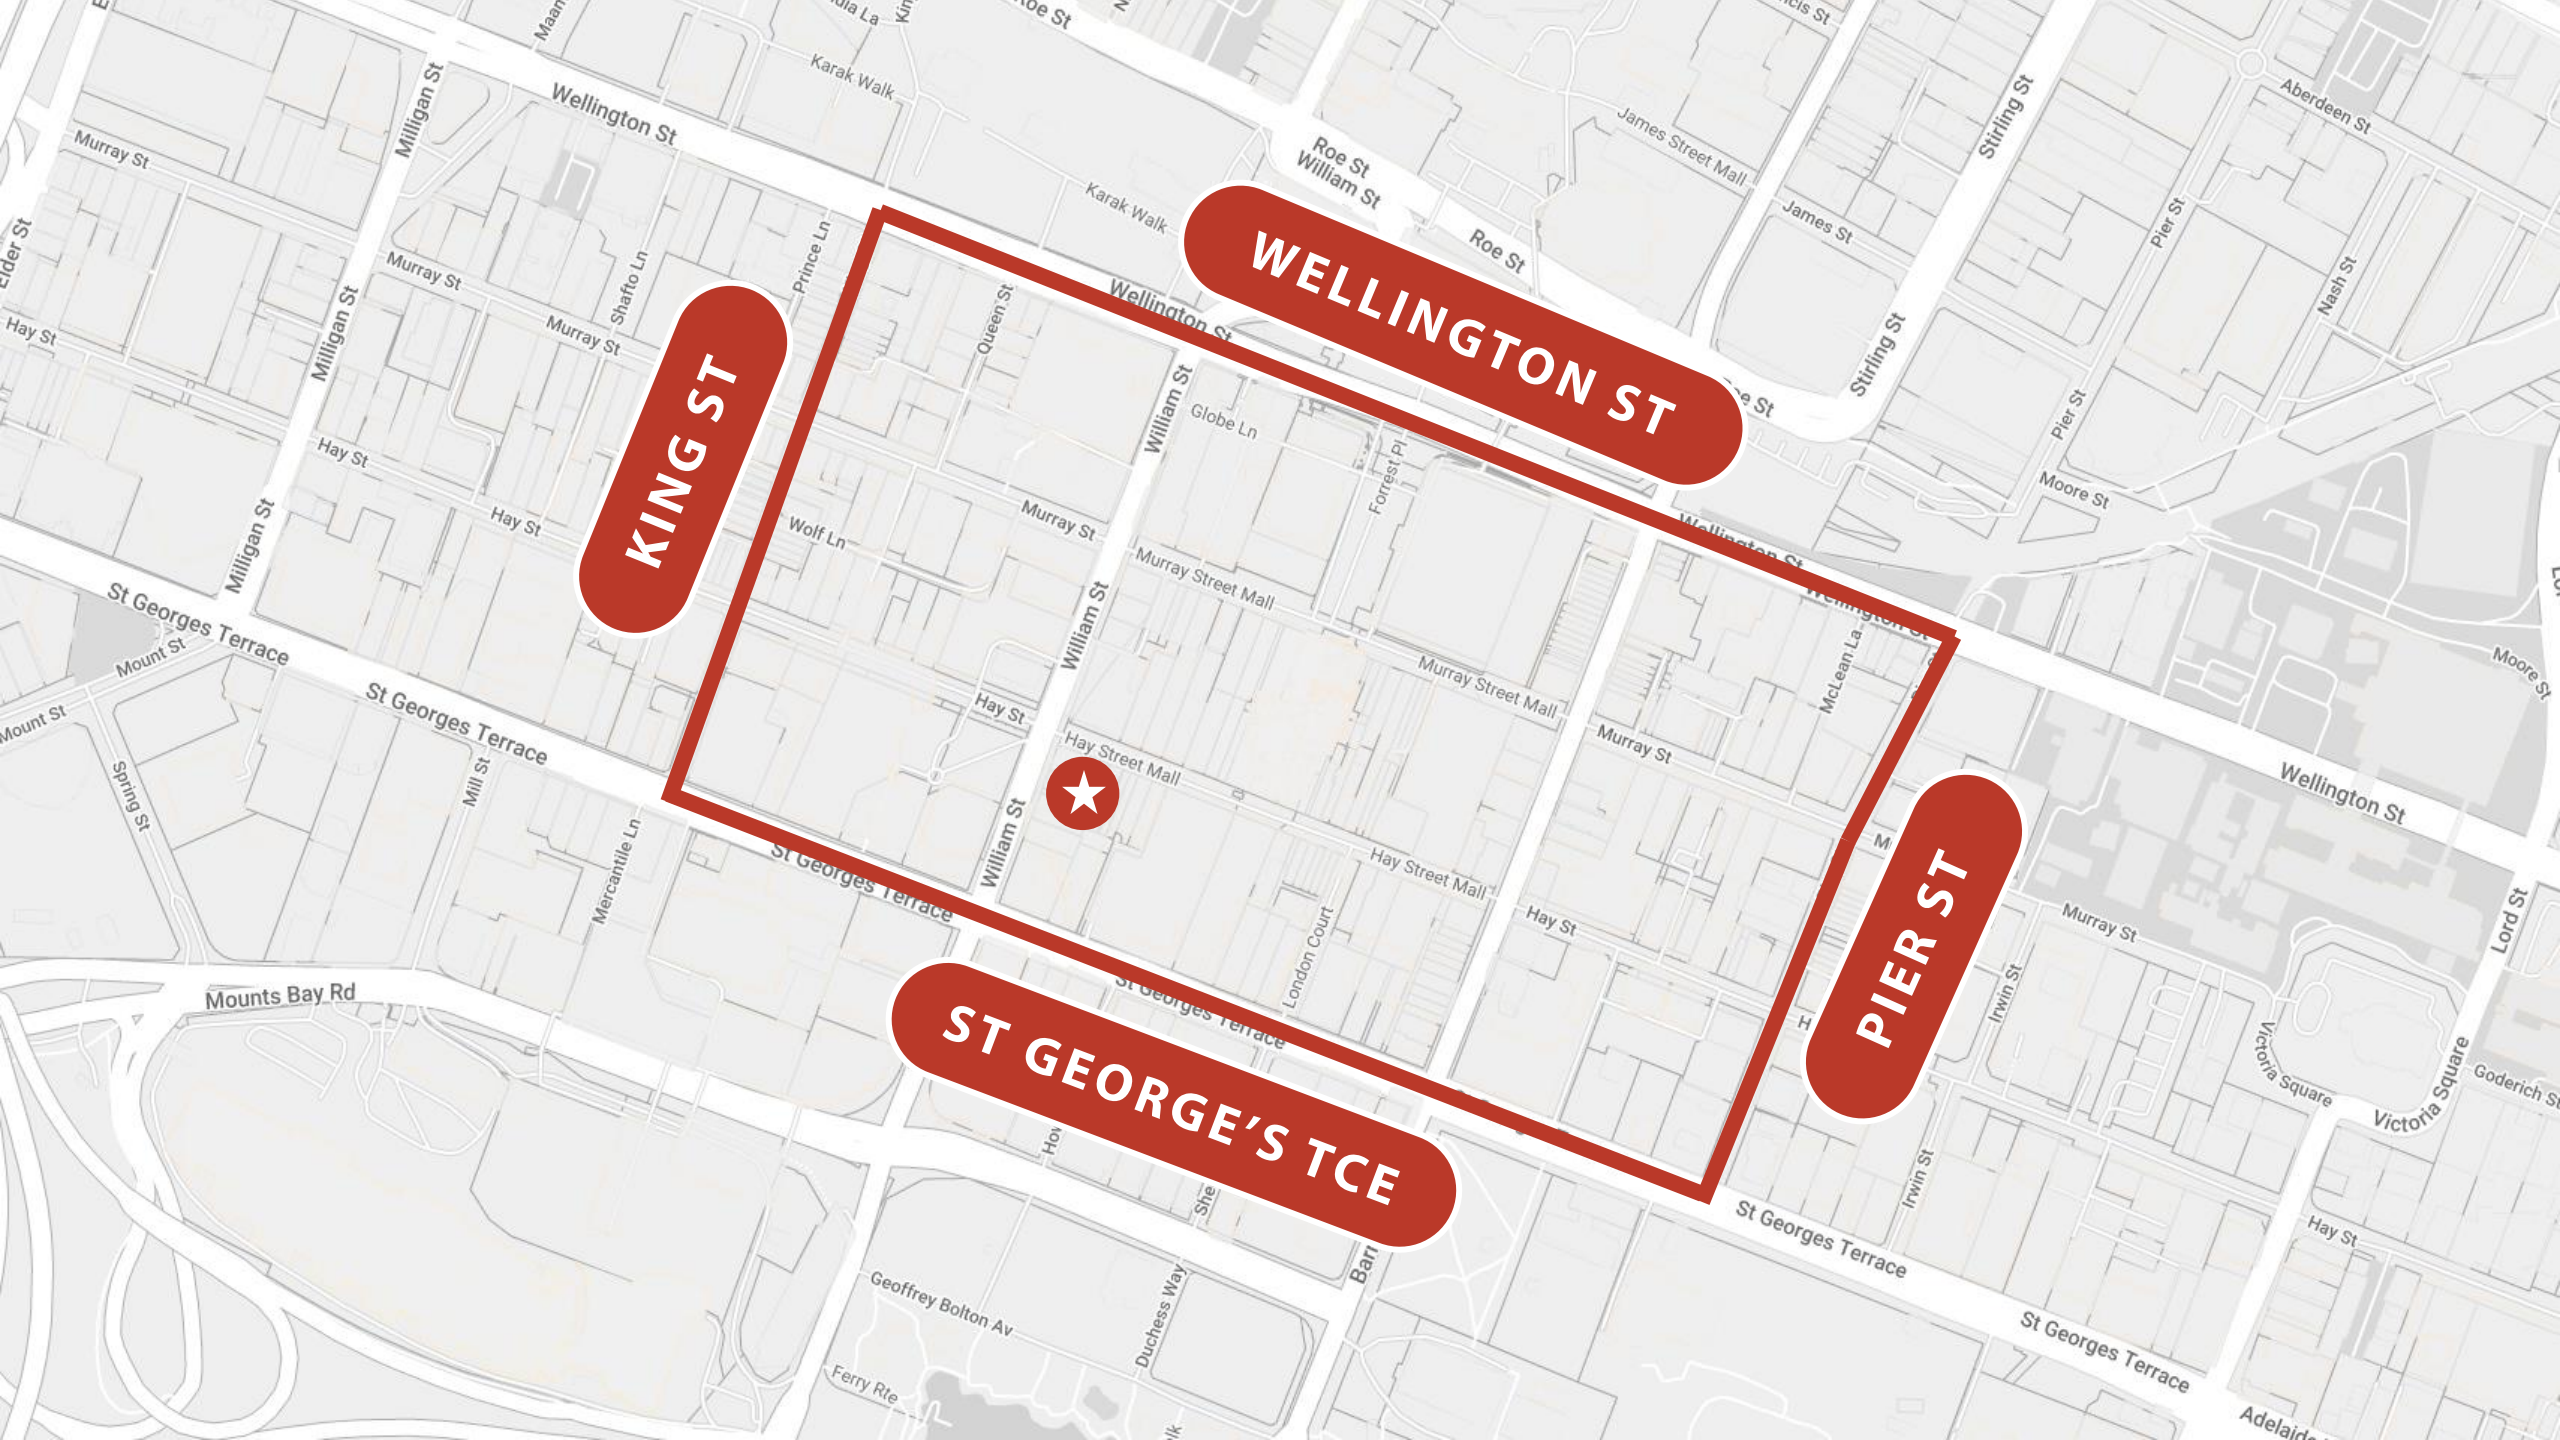 Roe St
Karak Walk
Wellington St
Milligan St
Murray St
Roe St
William St
James Street Mall
Stirling St
Aberdeen St
Karak Walk
WELLINGTON ST
Roe St
James St
Pier St
Elder St
Murray St
Shafto Ln
Prince Ln
Queen St
Wellington St
Nash St
Hay St
Milligan St
Murray St
KING ST
William St
Globe Ln
Forrest Pl
Stirling St
Pier St
Hay St
Hay St
Wolf Ln
Murray St
Murray Street Mall
Wellington St
Moore St
Milligan St
St Georges Terrace
Mount St
Mount St
St Georges Terrace
William St
Hay St
Hay Street Mall
Murray Street Mall
Murray St
McLean La
Wellington St
Moore St
Wellington St
Spring St
Mill St
Mercantile Ln
St Georges Terrace
William St
Hay Street Mall
London Court
Hay St
PIER ST
Murray St
Irwin St
Lord St
Mounts Bay Rd
St Georges Terrace
ST GEORGE’S TCE
Victoria Square
Victoria Square
Victoria Square
Goderich St
Irwin St
St Georges Terrace
Hay St
Geoffrey Bolton Av
Duchess Way
Ferry Rte
St Georges Terrace